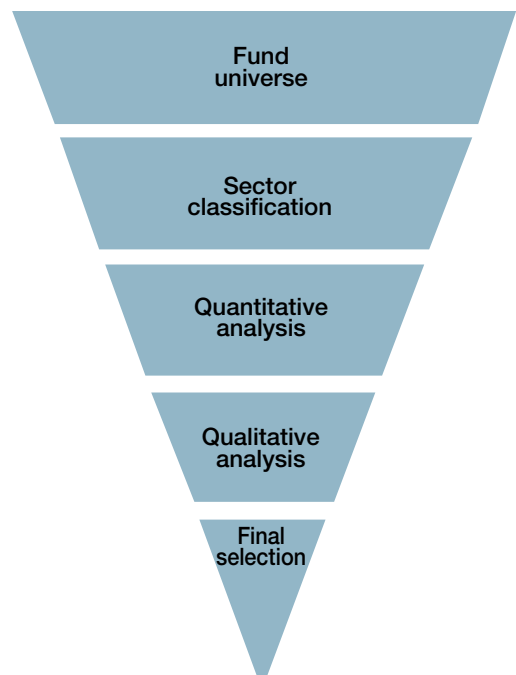 Fund
universe
Sector
classification
Quantitative
analysis
Qualitative
analysis
Final
selection